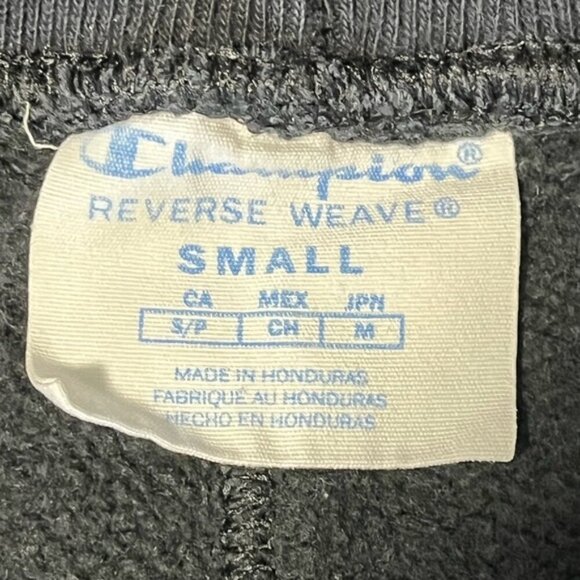 Champion®
REVERSE WEAVE®
SMALL
CA MEX JPN
S/P CH M
MADE IN HONDURAS
FABRIQUÉ AU HONDURAS
HECHO EN HONDURAS